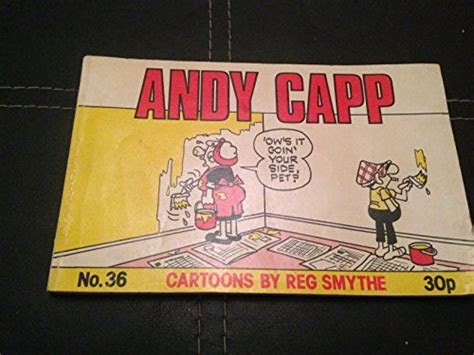 ANDY CAPP
'OW'S IT
GOIN'
YOUR
SIDE,
PET?
No. 36
CARTOONS BY REG SMYTHE
30p